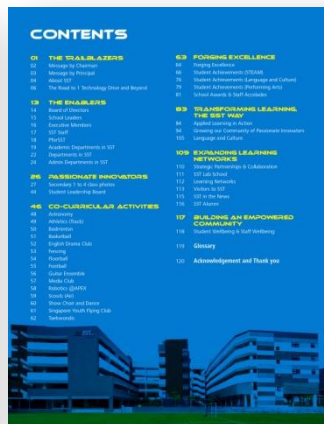 CONTENTS
01 THE TRAILBLAZERS
02 Message by Chairman
03 Message by Principal
04 About SST
06 The Road to 1 Technology Drive and Beyond
13 THE ENABLERS
14 Board of Directors
15 School Leaders
16 Executive Members
17 SST Staff
18 PforSST
19 Academic Departments in SST
22 Departments in SST
24 Admin Departments in SST
26 PASSIONATE INNOVATORS
27 Secondary 1 to 4 class photos
44 Student Leadership Board
46 CO-CURRICULAR ACTIVITIES
48 Astronomy
49 Athletics (Track)
50 Badminton
51 Basketball
52 English Drama Club
53 Fencing
54 Floorball
55 Football
56 Guitar Ensemble
57 Media Club
58 Robotics @APEX
59 Scouts (Air)
60 Show Choir and Dance
61 Singapore Youth Flying Club
62 Taekwondo
63 FORGING EXCELLENCE
64 Forging Excellence
66 Student Achievements (STEAM)
Student Achievements (Language and Culture)
79 Student Achievements (Performing Arts)
81 School Awards & Staff Accolades
83 TRANSFORMING LEARNING,
THE SST WAY
84 Applied Learning in Action
94 Growing our Community of Passionate Innovators
105 Language and Culture
109 EXPANDING LEARNING
NETWORKS
110 Strategic Partnerships & Collaboration
111 SST Lab School
112 Learning Networks
113 Visitors to SST
115 SST in the News
116 SST Alumni
117 BUILDING AN EMPOWERED
COMMUNITY
118 Student Wellbeing & Staff Wellbeing
119 Glossary
120 Acknowledgement and Thank you